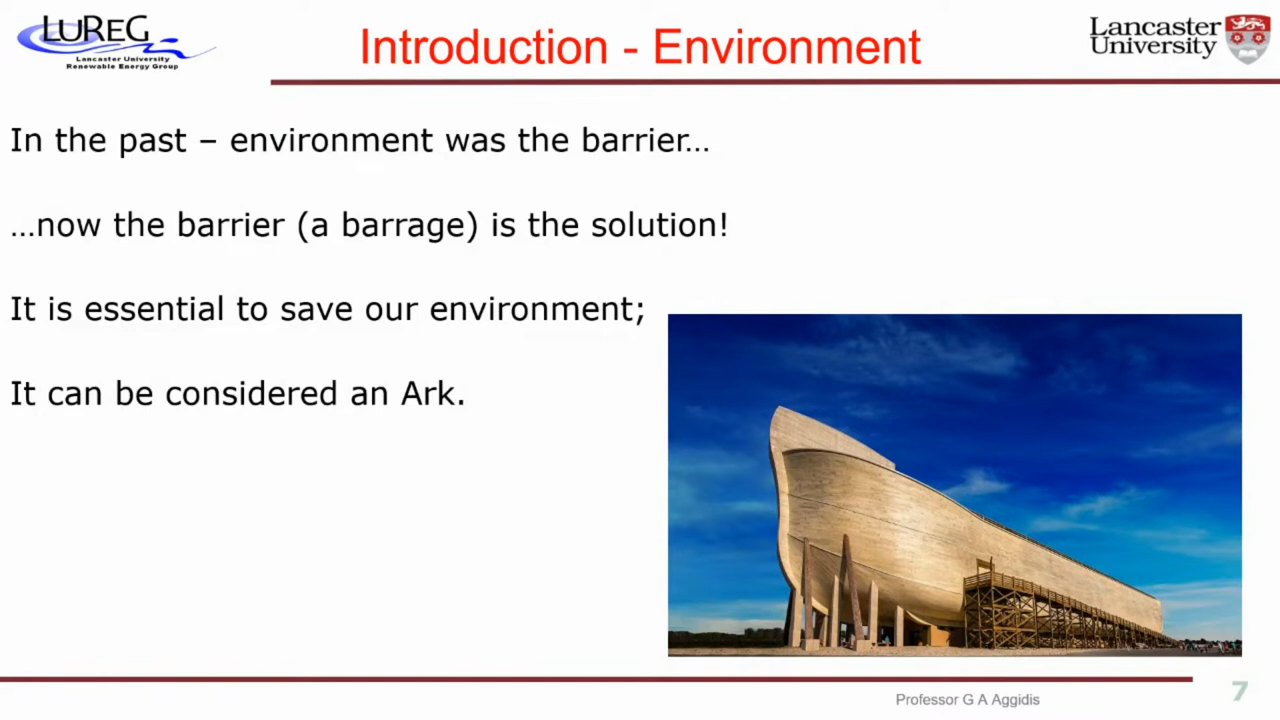 LUREG
Lancaster University
Renewable Energy Group
Introduction - Environment
Lancaster
University
In the past – environment was the barrier…
…now the barrier (a barrage) is the solution!
It is essential to save our environment;
It can be considered an Ark.
Professor G A Aggidis
7